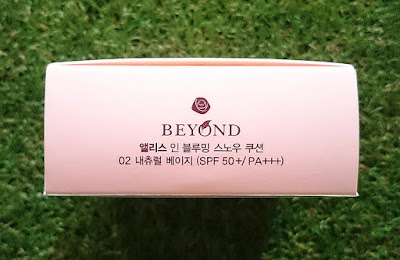 BEYOND
앨리스 인 블루밍 스노우 쿠션
02 내츄럴 베이지 (SPF 50+/ PA+++)